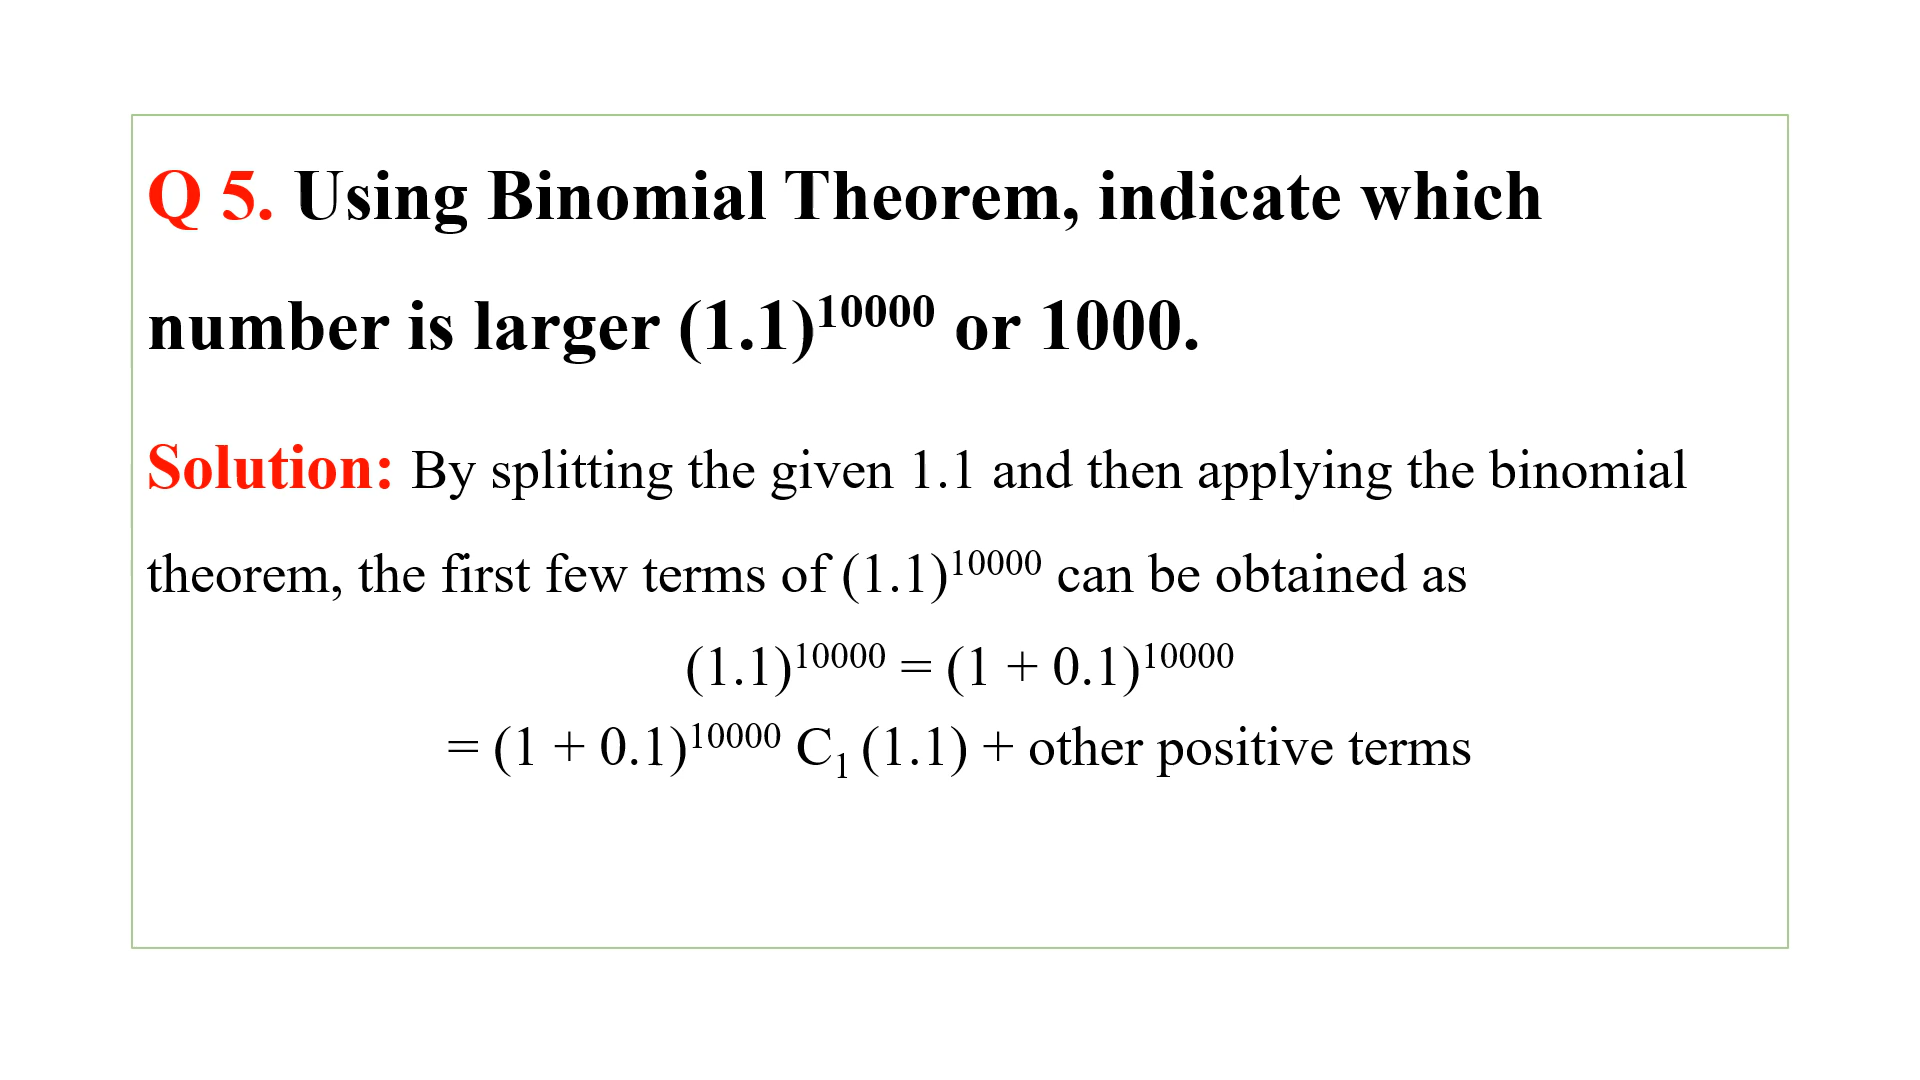 Q 5. Using Binomial Theorem, indicate which
number is larger (1.1)¹⁰⁰⁰⁰ or 1000.
Solution: By splitting the given 1.1 and then applying the binomial
theorem, the first few terms of (1.1)¹⁰⁰⁰⁰ can be obtained as
(1.1)¹⁰⁰⁰⁰ = (1 + 0.1)¹⁰⁰⁰⁰
= (1 + 0.1)¹⁰⁰⁰⁰ C₁ (1.1) + other positive terms